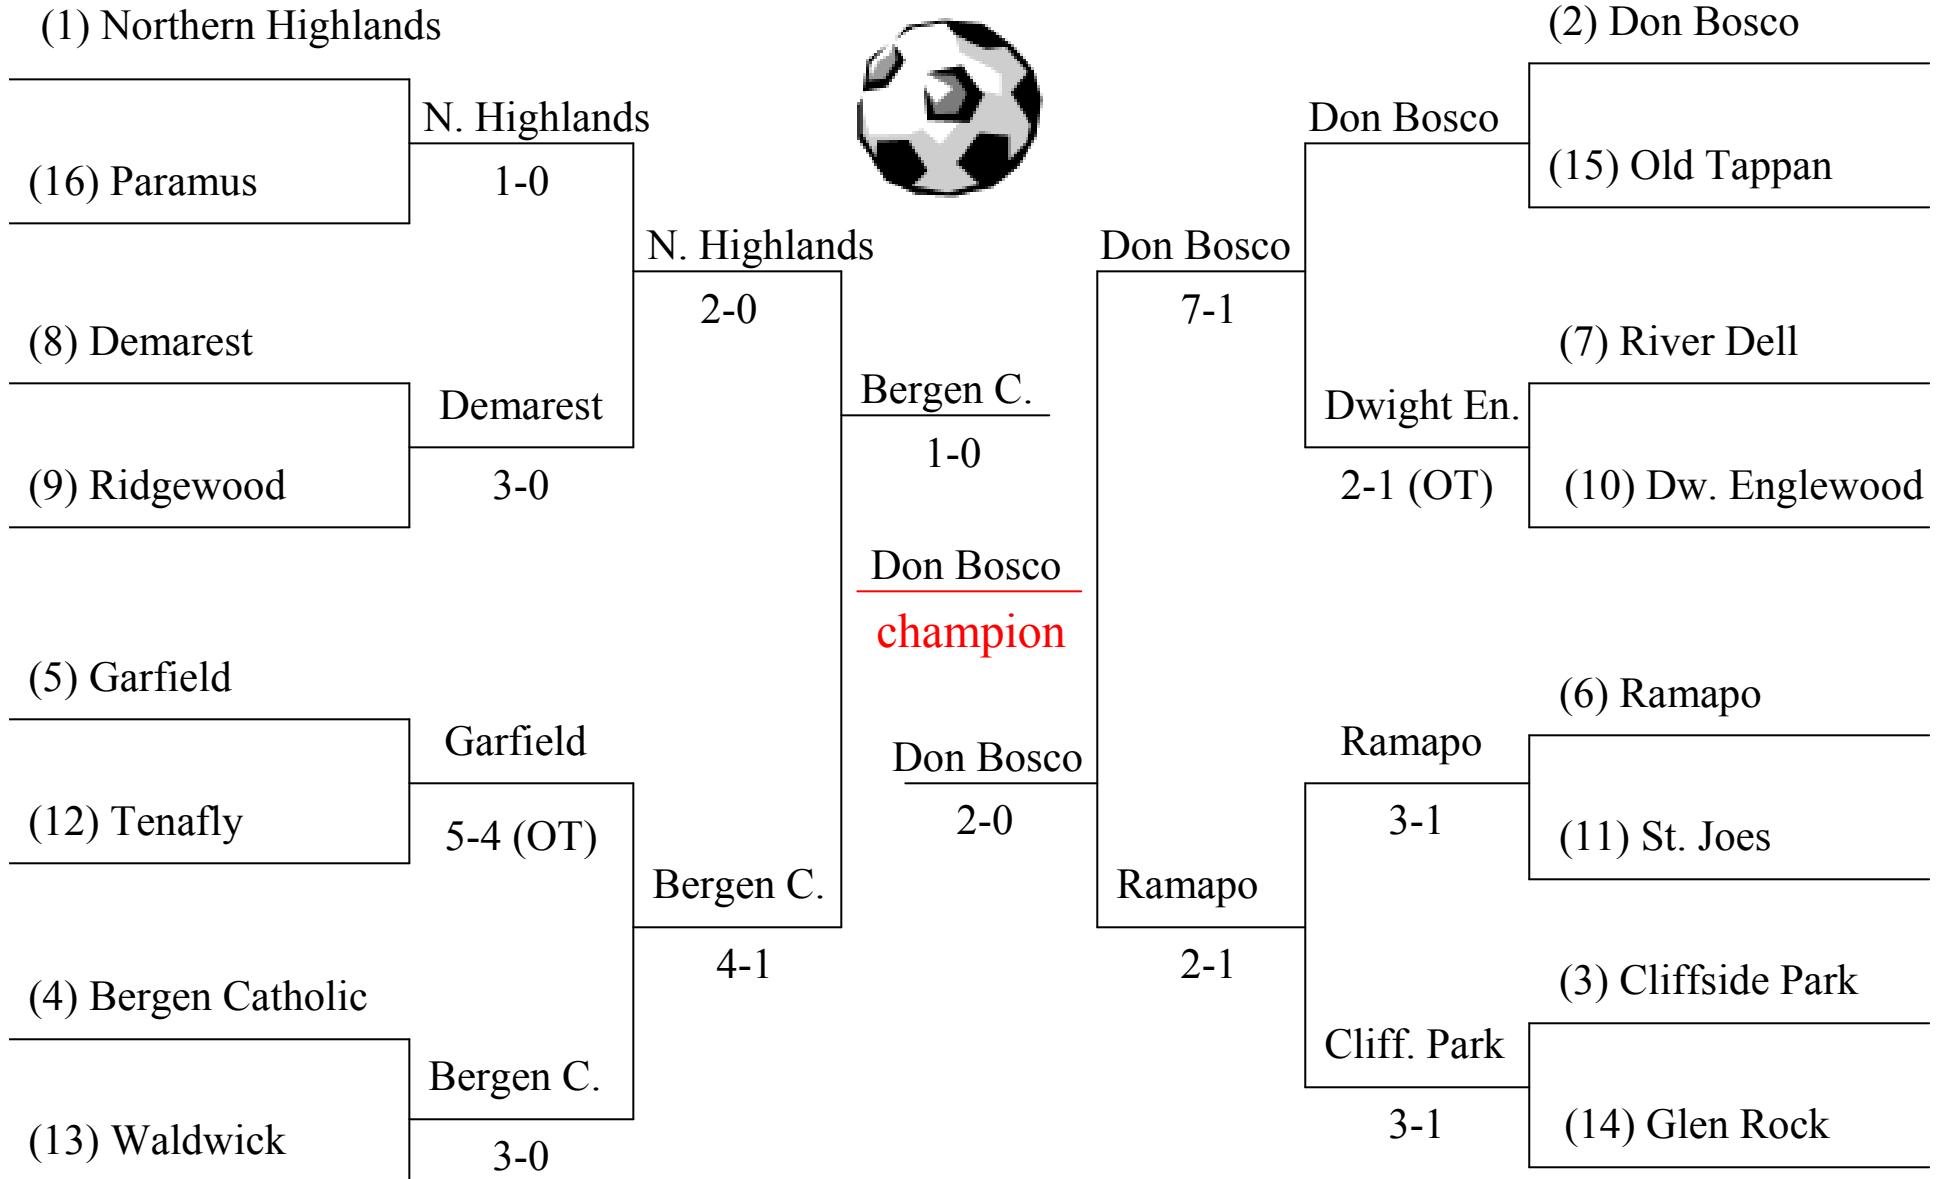 (1) Northern Highlands
(16) Paramus
(8) Demarest
(9) Ridgewood
(5) Garfield
(12) Tenafly
(4) Bergen Catholic
(13) Waldwick
N. Highlands
1-0
Demarest
3-0
Garfield
5-4 (OT)
Bergen C.
3-0
N. Highlands
2-0
Bergen C.
4-1
Bergen C.
1-0
Don Bosco
champion
Don Bosco
2-0
Don Bosco
7-1
Ramapo
2-1
Don Bosco
Dwight En.
2-1 (OT)
Ramapo
3-1
Cliff. Park
3-1
(2) Don Bosco
(15) Old Tappan
(7) River Dell
(10) Dw. Englewood
(6) Ramapo
(11) St. Joes
(3) Cliffside Park
(14) Glen Rock